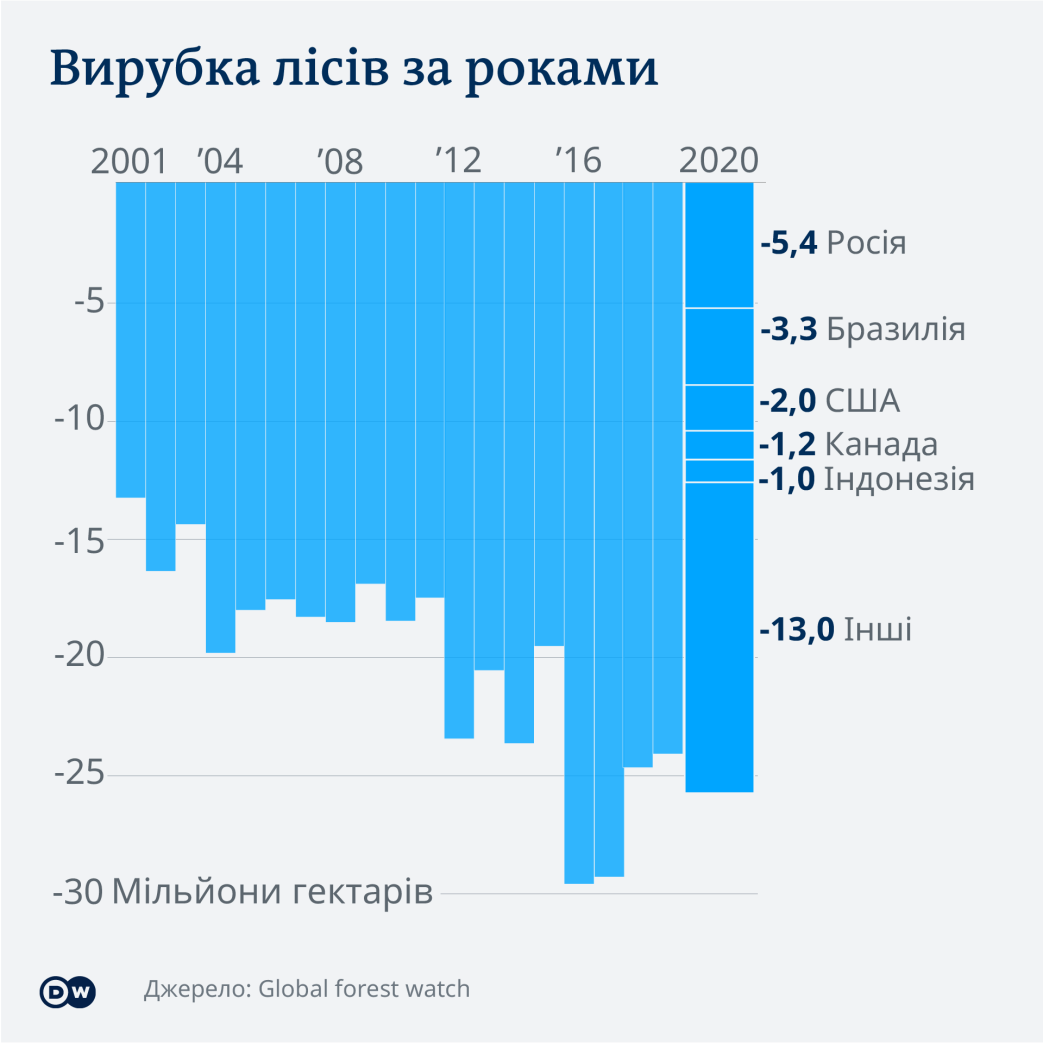 Вирубка лісів за роками
2001 ’04 ’08 ’12 ’16 2020
-5,4 Росія
-5
-3,3 Бразилія
-2,0 США
-10
-1,2 Канада
-1,0 Індонезія
-15
-13,0 Інші
-20
-25
-30 Мільйони гектарів
DW Джерело: Global forest watch